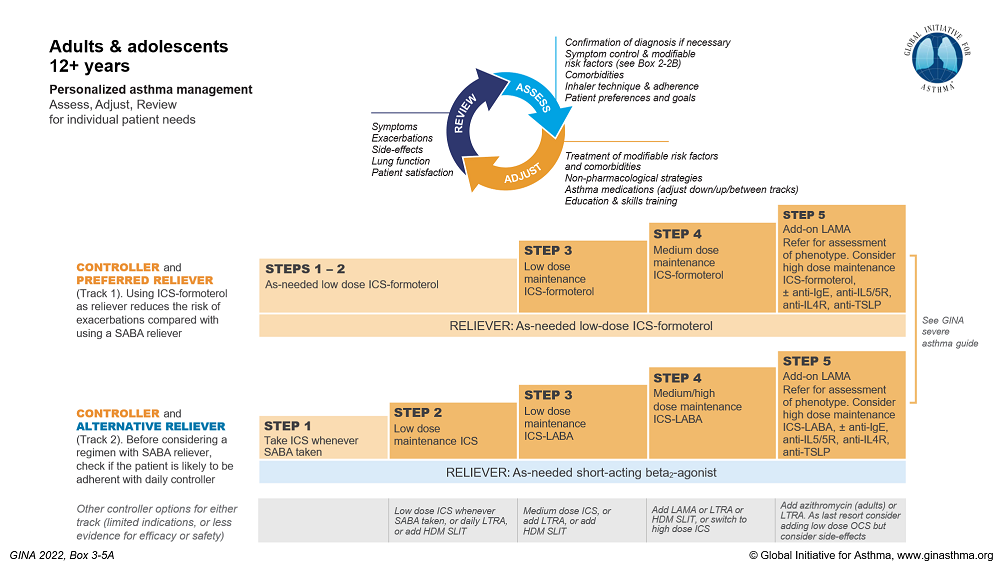 Adults & adolescents
12+ years
Personalized asthma management
Assess, Adjust, Review
for individual patient needs
Confirmation of diagnosis if necessary
Symptom control & modifiable
risk factors (see Box 2-2B)
Comorbidities
Inhaler technique & adherence
Patient preferences and goals
GLOBAL INITIATIVE FOR
ASTHMA
REVIEW
ASSESS
ADJUST
Symptoms
Exacerbations
Side-effects
Lung function
Patient satisfaction
Treatment of modifiable risk factors
and comorbidities
Non-pharmacological strategies
Asthma medications (adjust down/up/between tracks)
Education & skills training
CONTROLLER and
PREFERRED RELIEVER
(Track 1). Using ICS-formoterol
as reliever reduces the risk of
exacerbations compared with
using a SABA reliever
STEPS 1 – 2
As-needed low dose ICS-formoterol
STEP 3
Low dose
maintenance
ICS-formoterol
STEP 4
Medium dose
maintenance
ICS-formoterol
STEP 5
Add-on LAMA
Refer for assessment
of phenotype. Consider
high dose maintenance
ICS-formoterol,
± anti-IgE, anti-IL5/5R,
anti-IL4R, anti-TSLP
RELIEVER: As-needed low-dose ICS-formoterol
See GINA
severe
asthma guide
CONTROLLER and
ALTERNATIVE RELIEVER
(Track 2). Before considering a
regimen with SABA reliever,
check if the patient is likely to be
adherent with daily controller
STEP 1
Take ICS whenever
SABA taken
STEP 2
Low dose
maintenance ICS
STEP 3
Low dose
maintenance
ICS-LABA
STEP 4
Medium/high
dose maintenance
ICS-LABA
STEP 5
Add-on LAMA
Refer for assessment
of phenotype. Consider
high dose maintenance
ICS-LABA, ± anti-IgE,
anti-IL5/5R, anti-IL4R,
anti-TSLP
RELIEVER: As-needed short-acting beta₂-agonist
Other controller options for either
track (limited indications, or less
evidence for efficacy or safety)
Low dose ICS whenever
SABA taken, or daily LTRA,
or add HDM SLIT
Medium dose ICS, or
add LTRA, or add
HDM SLIT
Add LAMA or LTRA or
HDM SLIT, or switch to
high dose ICS
Add azithromycin (adults) or
LTRA. As last resort consider
adding low dose OCS but
consider side-effects
GINA 2022, Box 3-5A
© Global Initiative for Asthma, www.ginasthma.org